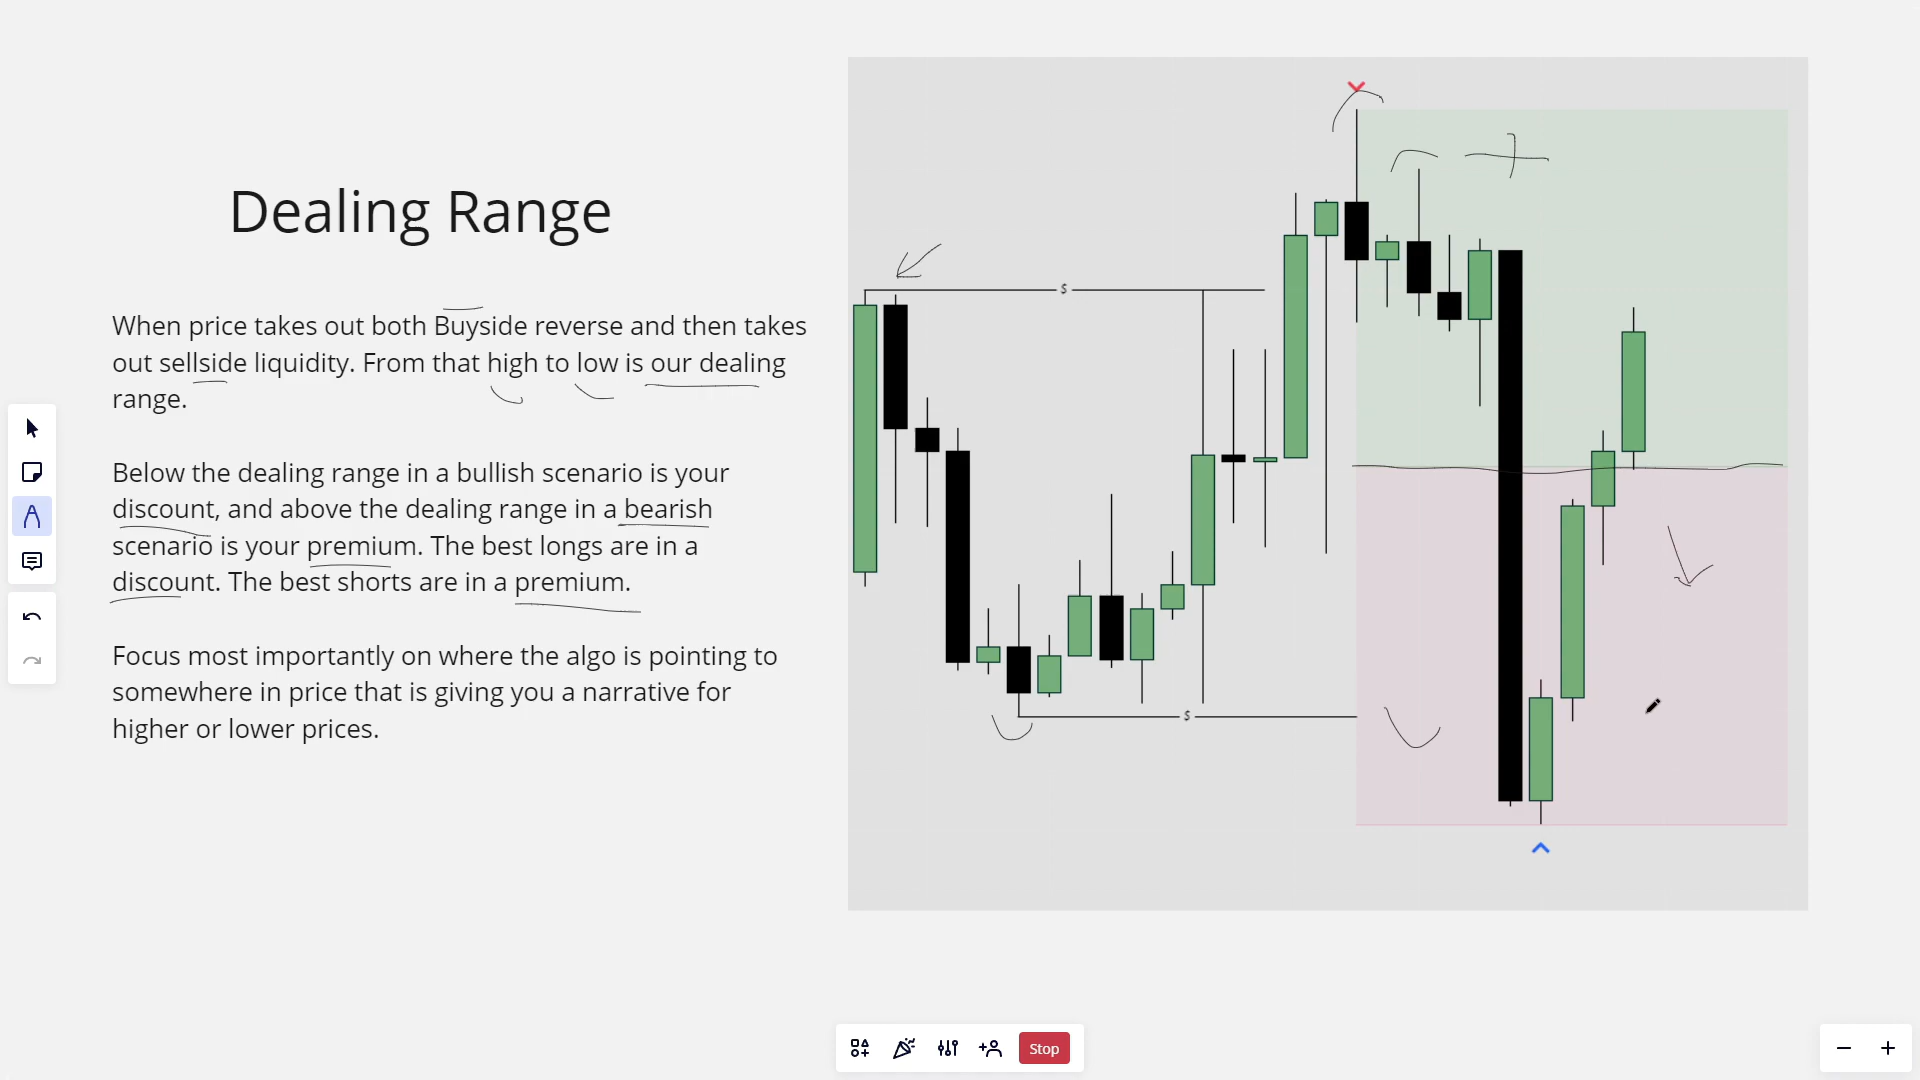 Dealing Range
When price takes out both Buyside reverse and then takes
out sellside liquidity. From that high to low is our dealing
range.
Below the dealing range in a bullish scenario is your
discount, and above the dealing range in a bearish
scenario is your premium. The best longs are in a
discount. The best shorts are in a premium.
Focus most importantly on where the algo is pointing to
somewhere in price that is giving you a narrative for
higher or lower prices.
$
$
Stop